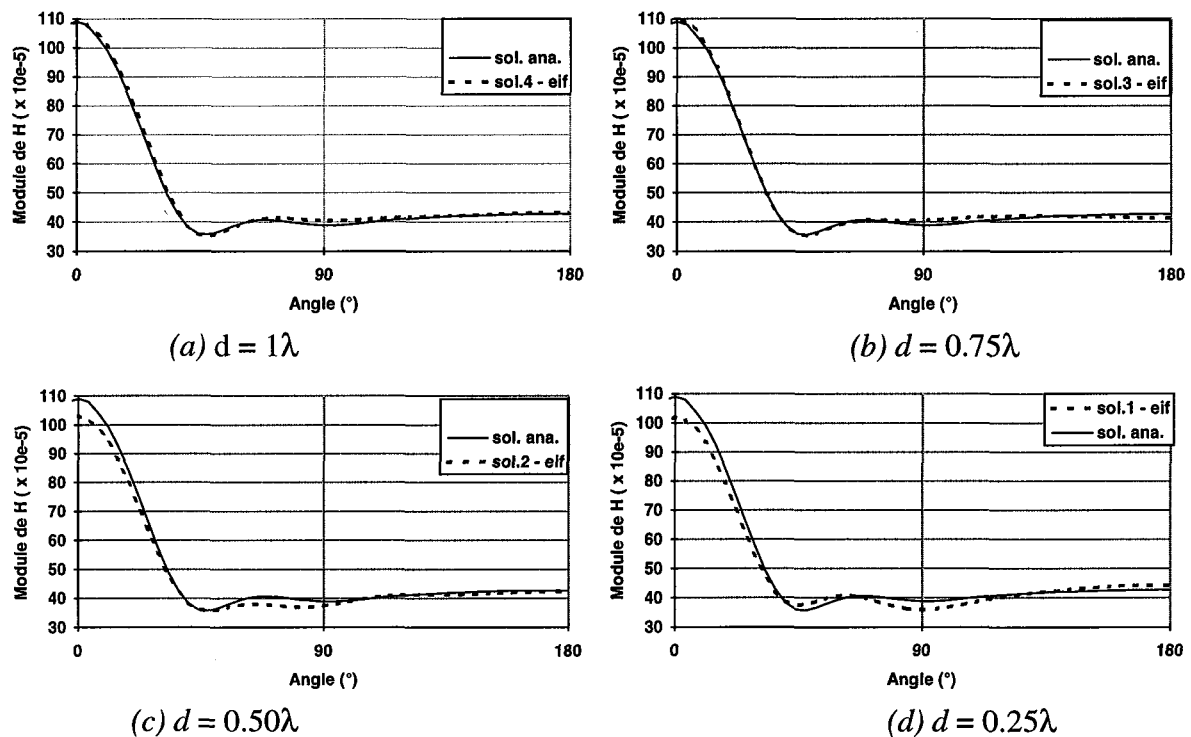 110
100
90
80
70
60
50
40
30
Module de H ( x 10e-5)
sol. ana.
sol.4 - eif
0
90
180
Angle (°)
(a) d = 1λ
110
100
90
80
70
60
50
40
30
Module de H ( x 10e-5)
sol. ana.
sol.3 - eif
0
90
180
Angle (°)
(b) d = 0.75λ
110
100
90
80
70
60
50
40
30
Module de H ( x 10e-5)
sol. ana.
sol.2 - eif
0
90
180
Angle (°)
(c) d = 0.50λ
110
100
90
80
70
60
50
40
30
Module de H ( x 10e-5)
sol.1 - eif
sol. ana.
0
90
180
Angle (°)
(d) d = 0.25λ